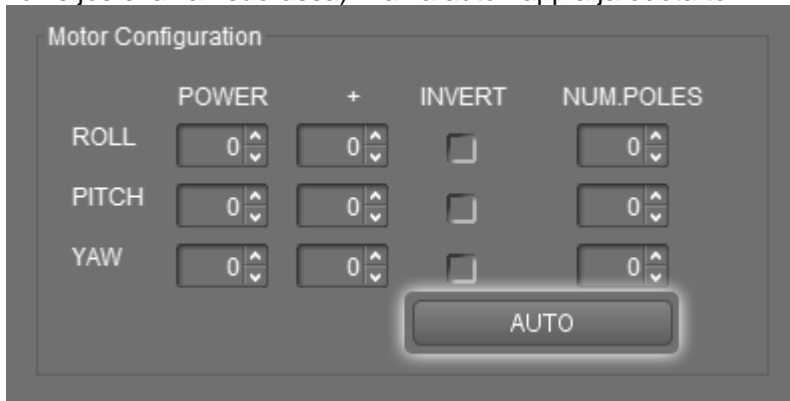 Motor Configuration
POWER + INVERT NUM.POLES
ROLL 0 0 0
PITCH 0 0 0
YAW 0 0 0
AUTO